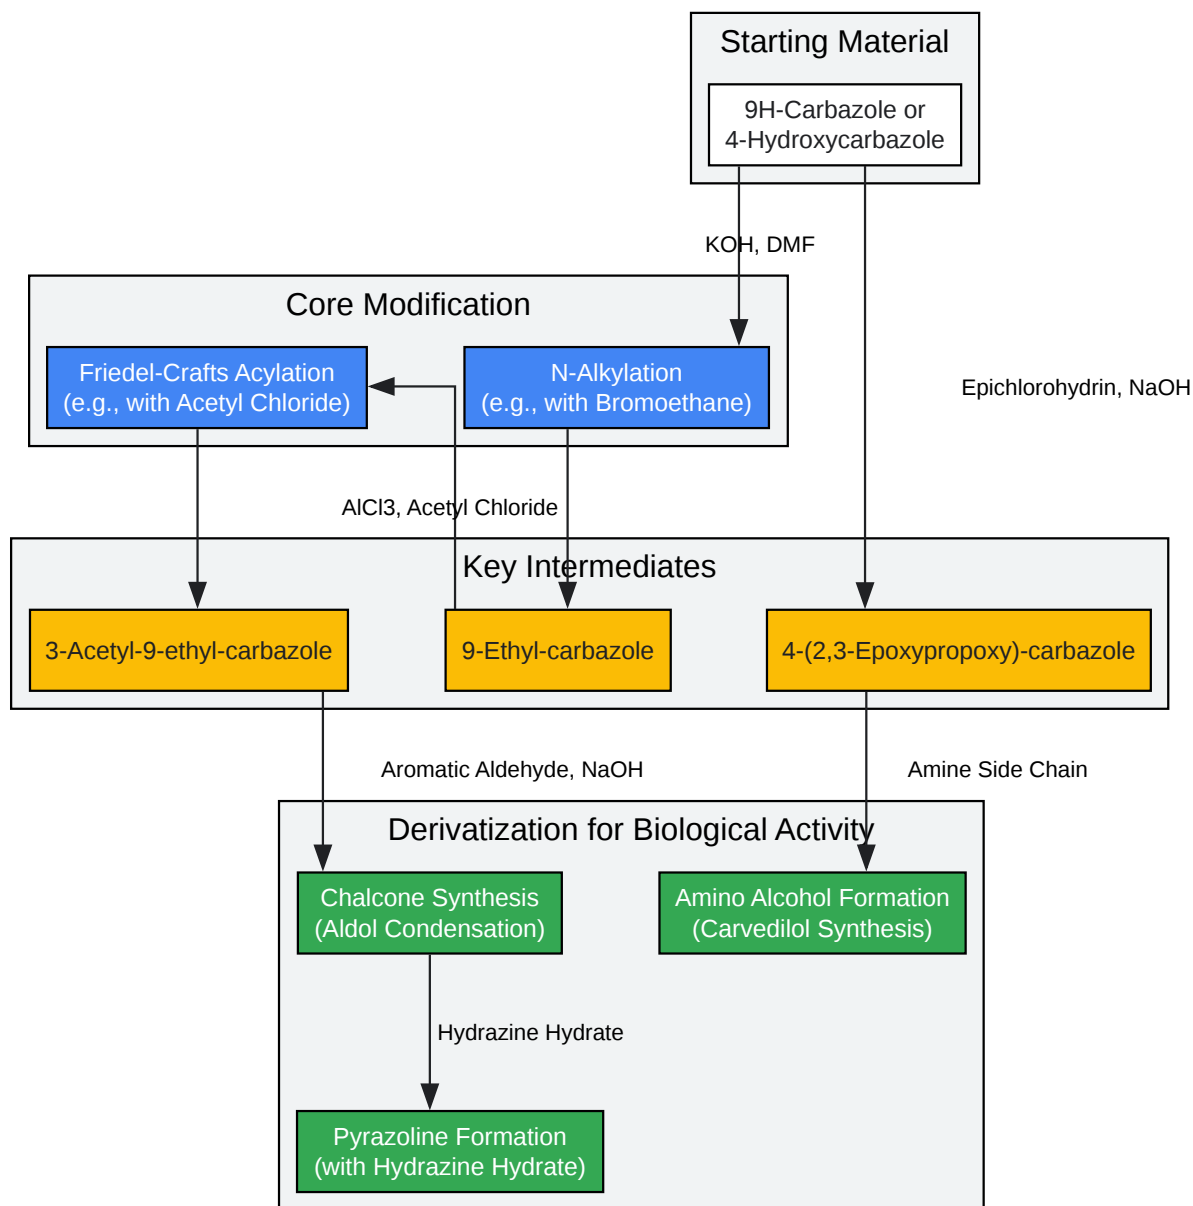 Starting Material
9H-Carbazole or
4-Hydroxycarbazole
KOH, DMF
Core Modification
Friedel-Crafts Acylation
(e.g., with Acetyl Chloride)
N-Alkylation
(e.g., with Bromoethane)
Epichlorohydrin, NaOH
AlCl3, Acetyl Chloride
Key Intermediates
3-Acetyl-9-ethyl-carbazole
9-Ethyl-carbazole
4-(2,3-Epoxypropoxy)-carbazole
Aromatic Aldehyde, NaOH
Amine Side Chain
Derivatization for Biological Activity
Chalcone Synthesis
(Aldol Condensation)
Amino Alcohol Formation
(Carvedilol Synthesis)
Hydrazine Hydrate
Pyrazoline Formation
(with Hydrazine Hydrate)